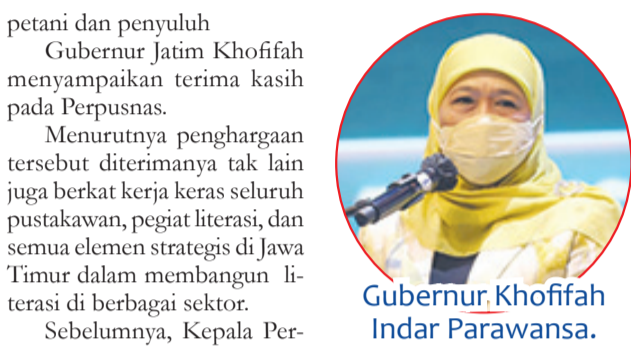 petani dan penyuluh
Gubernur Jatim Khofifah
menyampaikan terima kasih
pada Perpusnas.
Menurutnya penghargaan
tersebut diterimanya tak lain
juga berkat kerja keras seluruh
pustakawan, pegiat literasi, dan
semua elemen strategis di Jawa
Timur dalam membangun li-
terasi di berbagai sektor.
Sebelumnya, Kepala Per-
Gubernur Khofifah
Indar Parawansa.